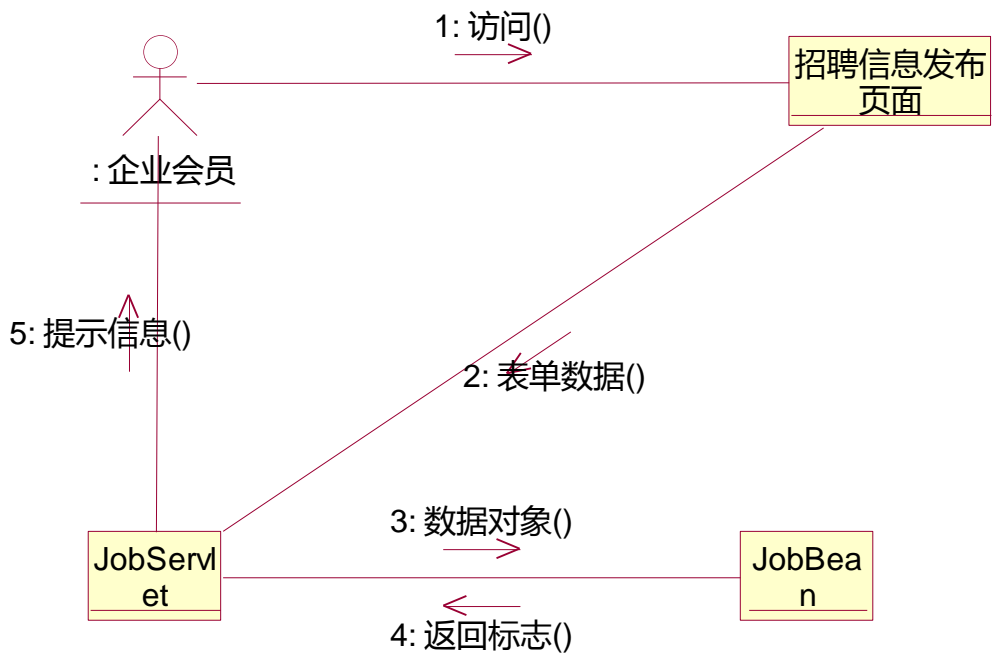 1: 访问()
招聘信息发布
页面
: 企业会员
5: 提示信息()
2: 表单数据()
3: 数据对象()
JobServl
et
JobBea
n
4: 返回标志()